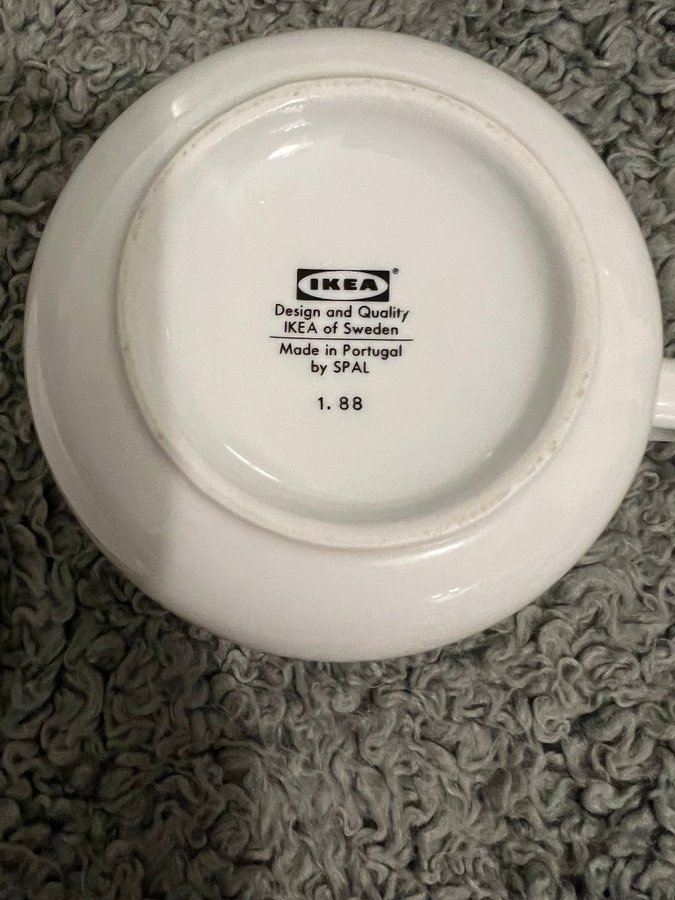 IKEA®
Design and Quality
IKEA of Sweden
Made in Portugal
by SPAL
1. 88